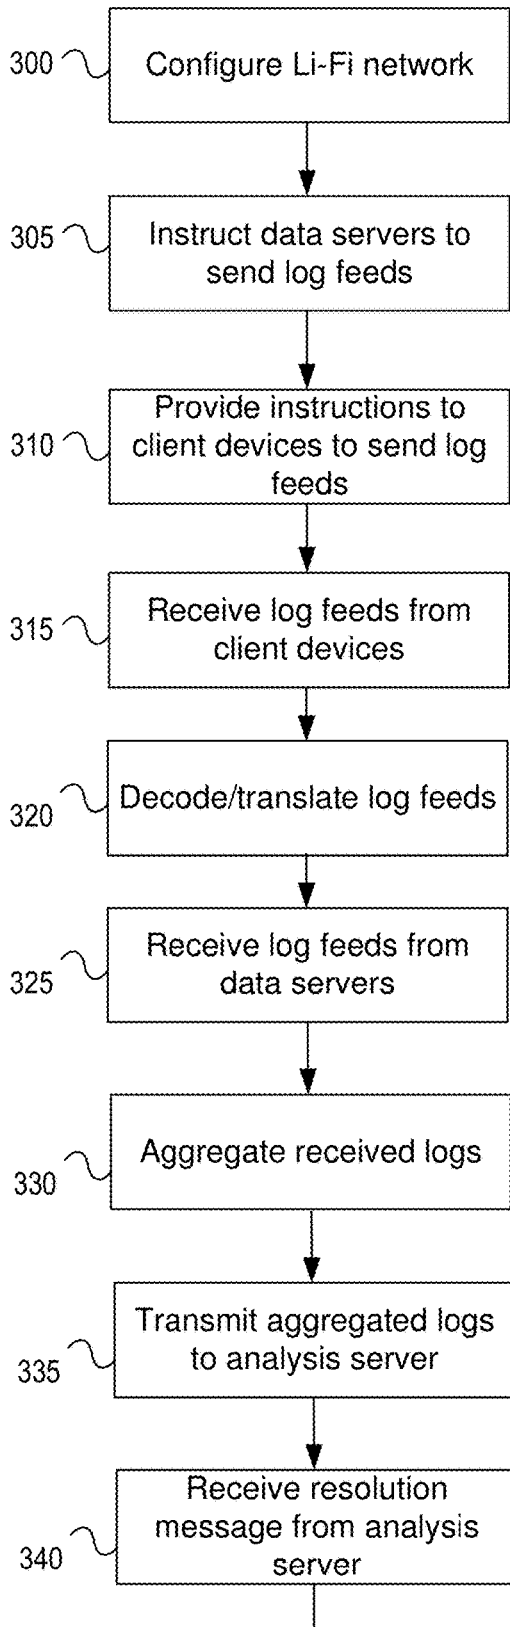 300
Configure Li-Fi network
305
Instruct data servers to
send log feeds
310
Provide instructions to
client devices to send log
feeds
315
Receive log feeds from
client devices
320
Decode/translate log feeds
325
Receive log feeds from
data servers
330
Aggregate received logs
335
Transmit aggregated logs
to analysis server
340
Receive resolution
message from analysis
server